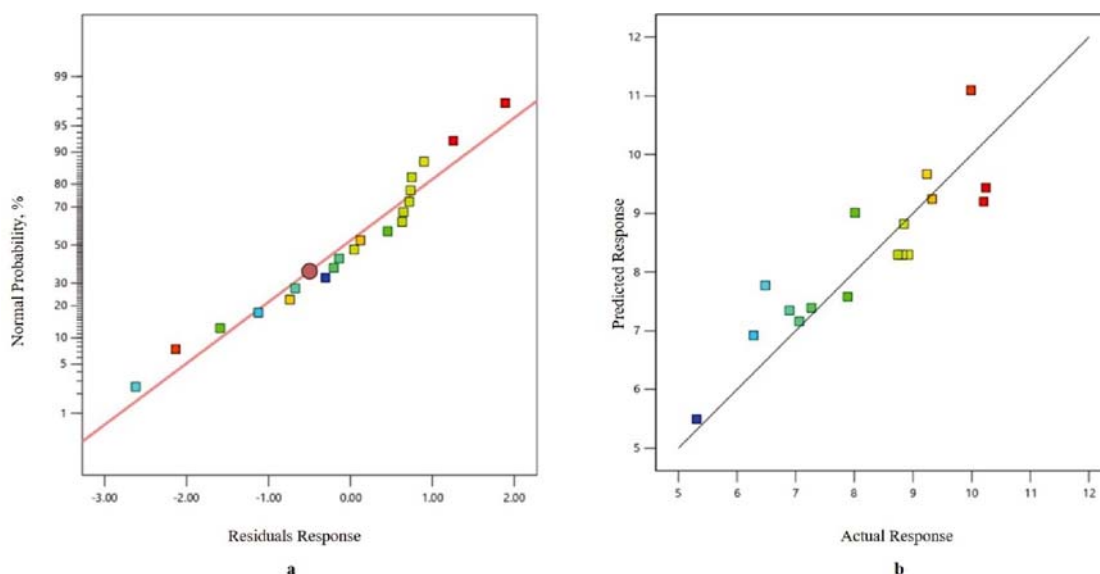 99
95
90
80
70
50
30
20
10
5
1
Normal Probability, %
-3.00 -2.00 -1.00 0.00 1.00 2.00
Residuals Response
a
12
11
10
9
8
7
6
5
Predicted Response
5 6 7 8 9 10 11 12
Actual Response
b